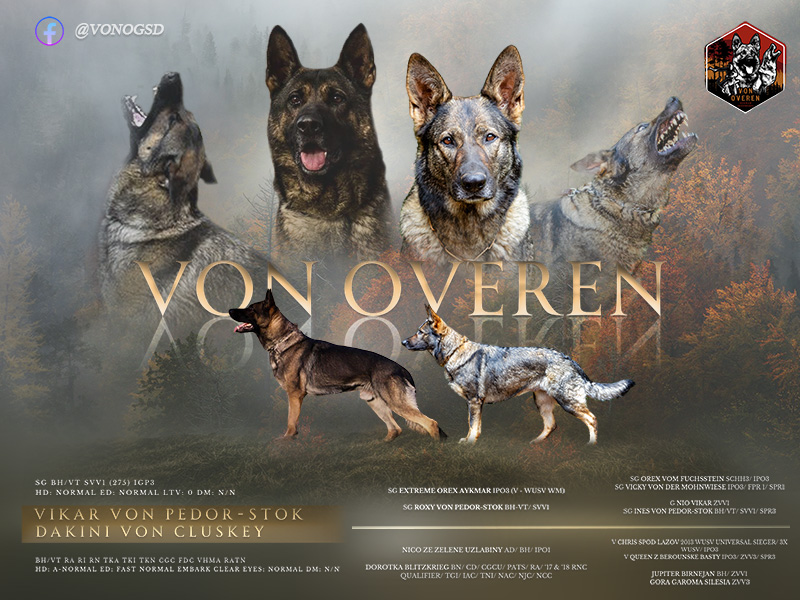 @VONOGSD
VON
OVEREN
VON OVEREN
SG BH/VT SVV1 (275) IGP3
HD: NORMAL ED: NORMAL LTV: 0 DM: N/N
VIKAR VON PEDOR-STOK
DAKINI VON CLUSKEY
BH/VT RA RI RN TKA TKI TKN CGC FDC VHMA RATN
HD: A-NORMAL ED: FAST NORMAL EMBARK CLEAR EYES: NORMAL DM: N/N
SG EXTREME OREX AYKMAR IPO3 (V - WUSV WM)
SG ROXY VON PEDOR-STOK BH-VT/ SVV1
NICO ZE ZELENE UZLABINY AD/ BH/ IPO1
DOROTKA BLITZKRIEG BN/ CD/ CGCU/ PATS/ RA/ '17 & '18 RNC
QUALIFIER/ TC1/ IAC/ TNI/ NAC/ NJC/ NCC
SG OREX VOM FUCHSSTEIN SCHH3/ IPO3
SG VICKY VON DER MOHNWIESE IPO3/ FPR 1/ SPR1
G NIO VIKAR ZVV1
SG INES VON PEDOR-STOK BH-VT/ SVV1/ SPR3
V CHRIS SPOD LAZOV 2013 WUSV UNIVERSAL SIEGER/ 3X
WUSV/ IPO3
V QUEEN Z BEROUNSKE BASTY IPO3/ ZVV3/ SPR3
JUPITER BIRNEJAN BH/ ZVV1
GORA GAROMA SILESIA ZVV3